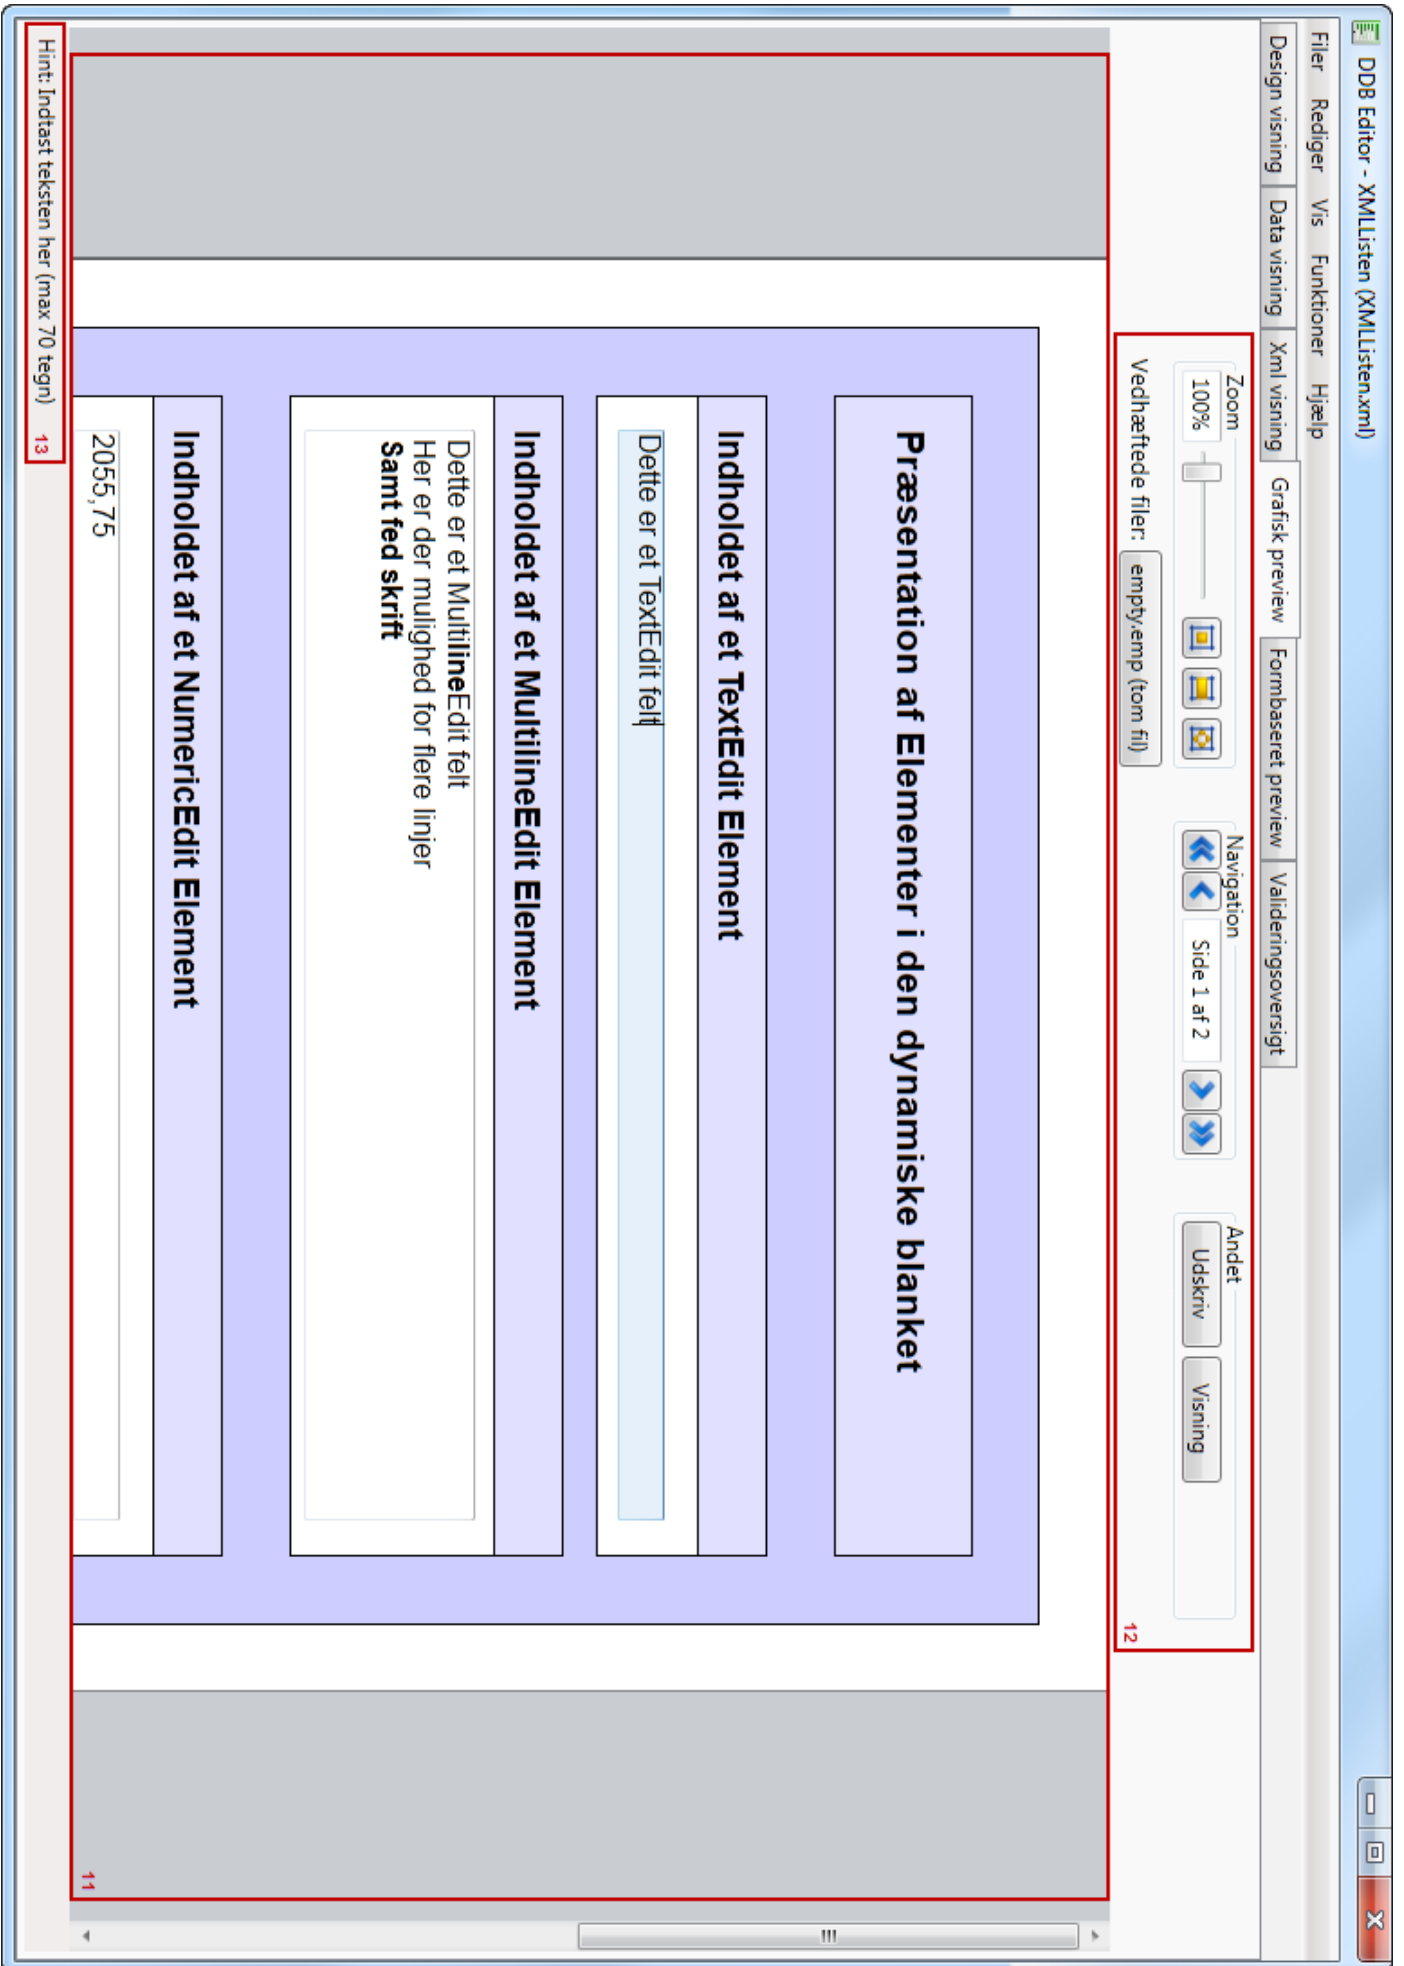 DDB Editor - XMLListen (XMLListen.xml)
Filer Rediger Vis Funktioner Hjælp
Design visning Data visning Xml visning Grafisk preview Formbaseret preview Valideringsoversigt
Zoom Navigation Andet
100% Side 1 af 2 Udskriv Visning
Vedhæftede filer: empty.emp (tom fil)
12
Præsentation af Elementer i den dynamiske blanket
Indholdet af et TextEdit Element
Dette er et TextEdit felt
Indholdet af et MultilineEdit Element
Dette er et MultilineEdit felt
Her er der mulighed for flere linjer
Samt fed skrift
Indholdet af et NumericEdit Element
2055,75
11
Hint: Indtast teksten her (max 70 tegn) 13